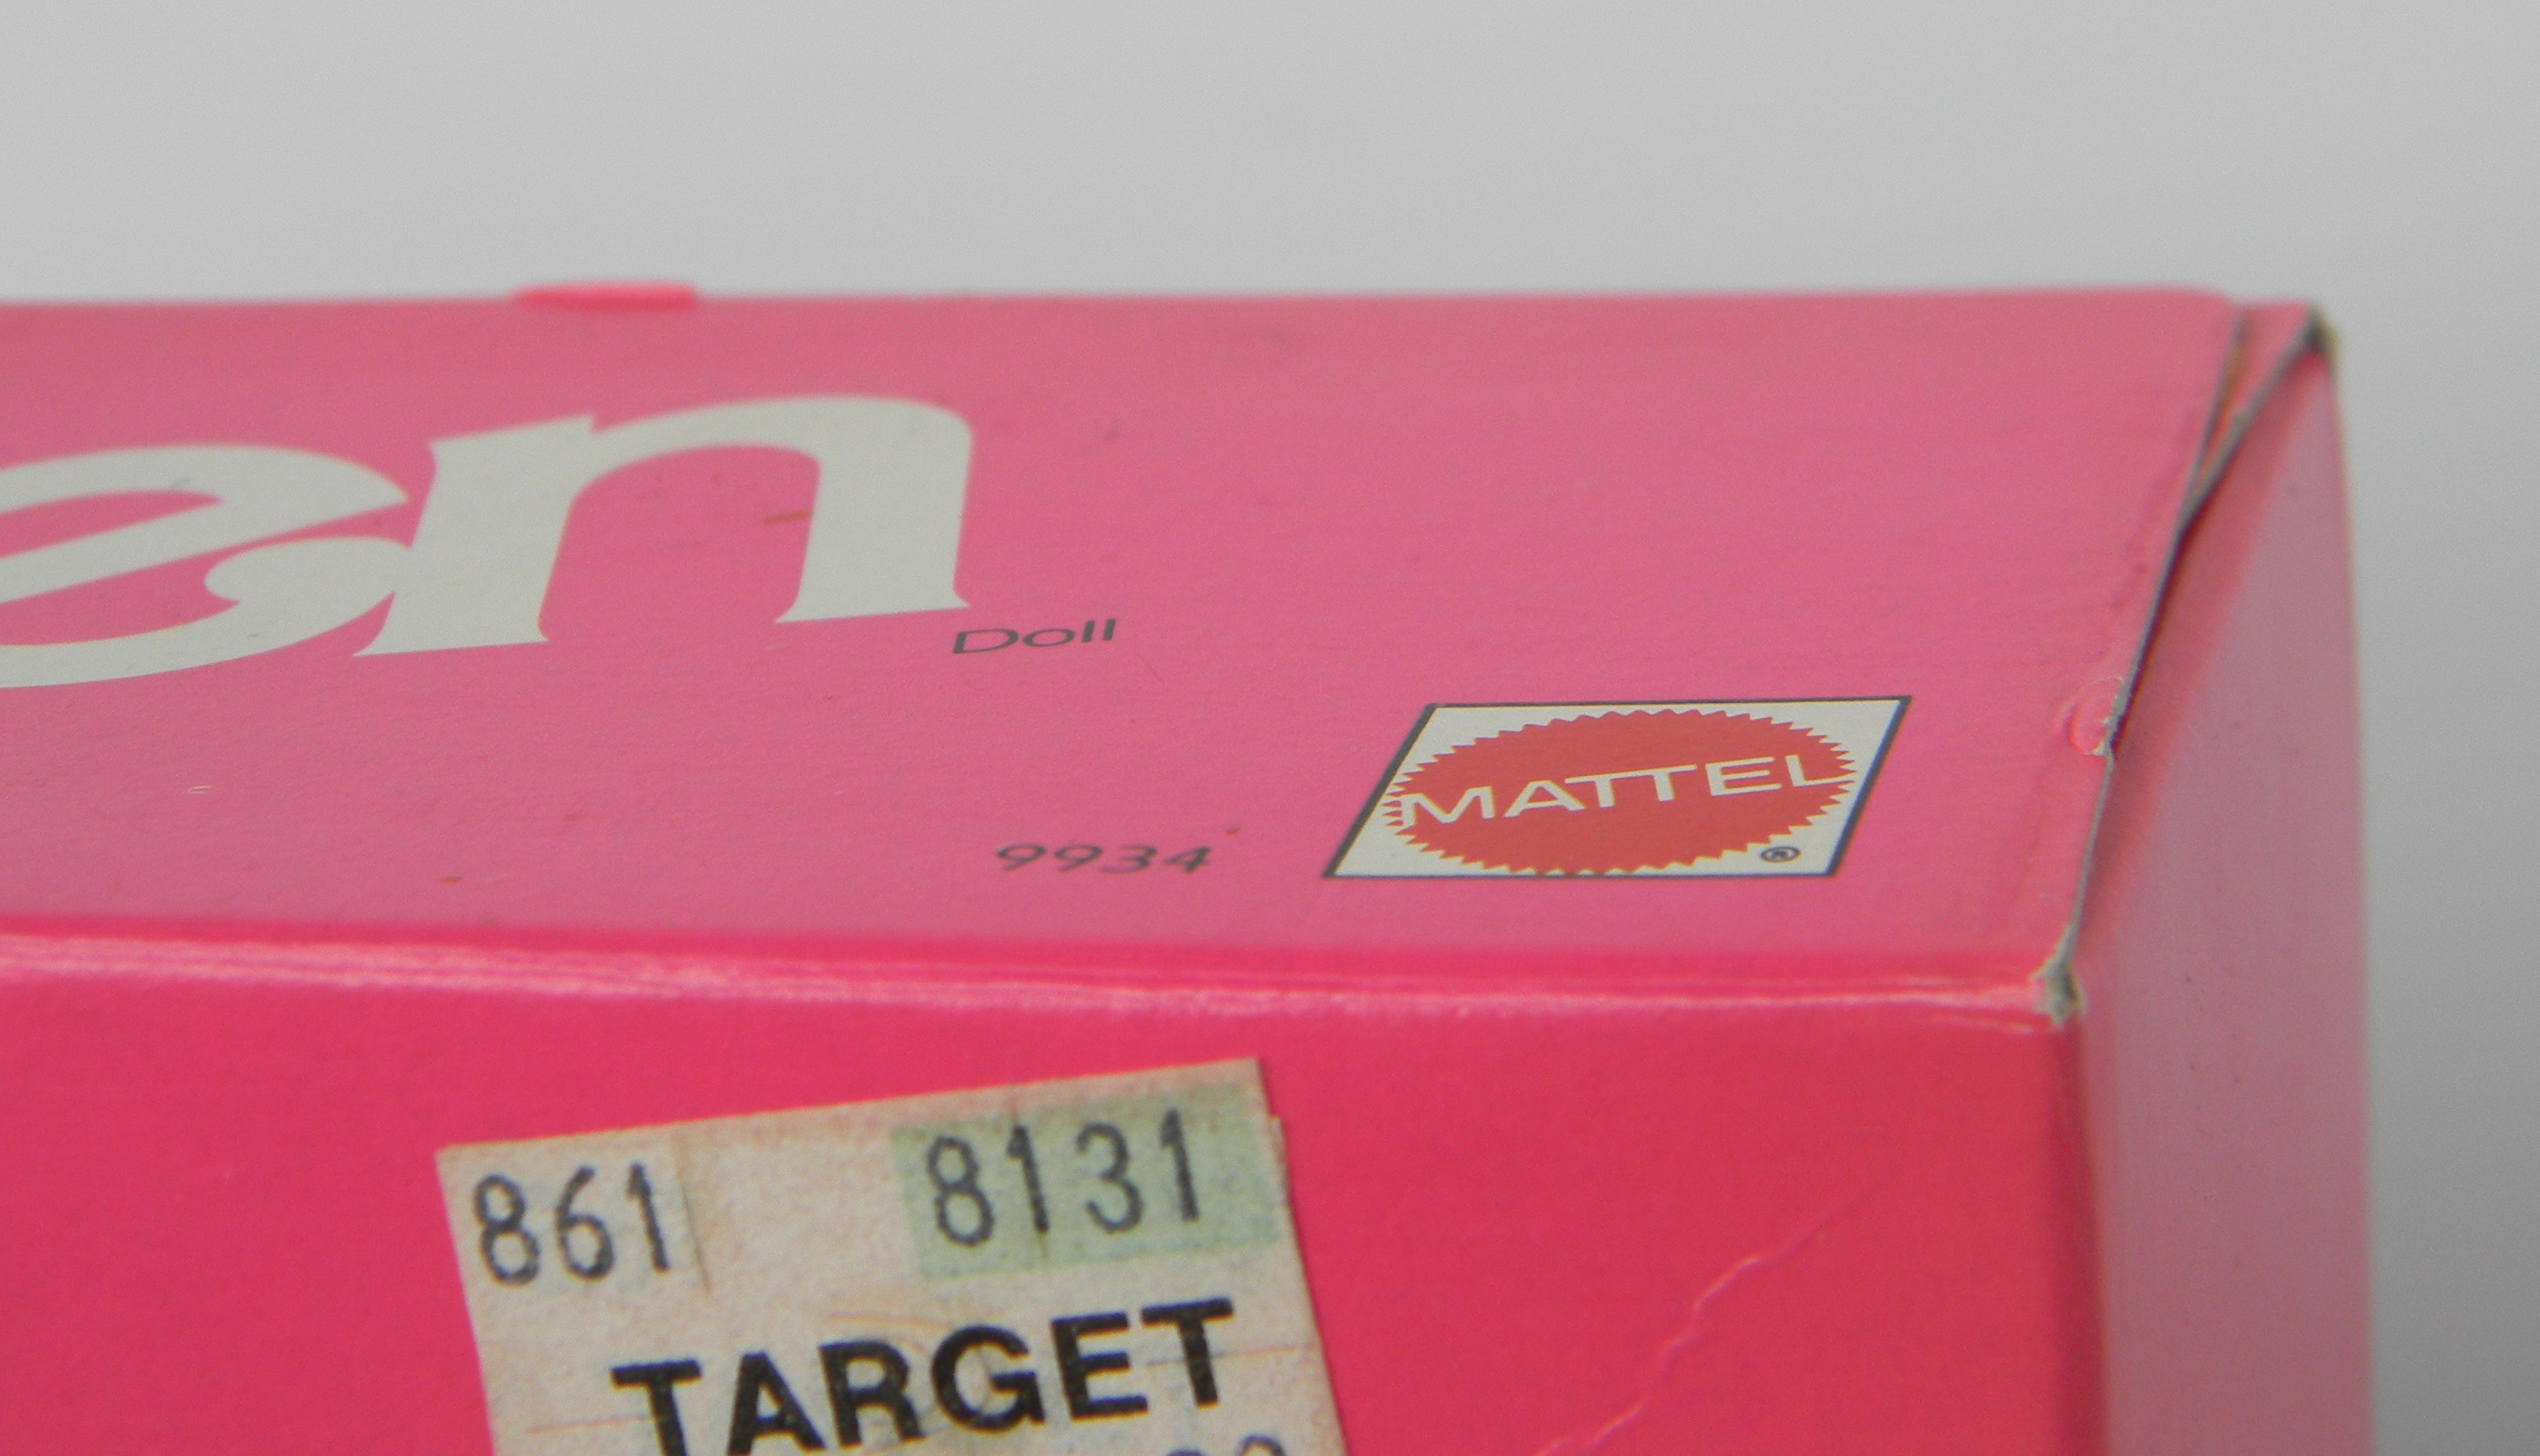 en
Doll
MATTEL
®
9934
861 8131
TARGET